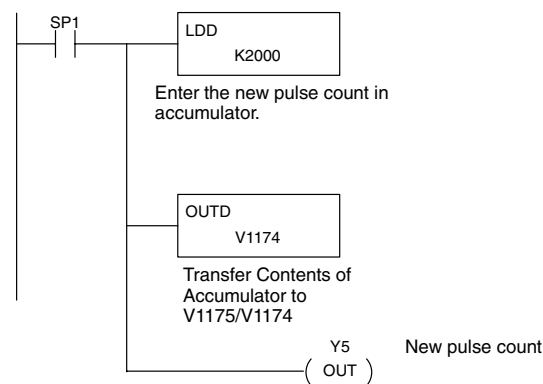 SP1
LDD
K2000
Enter the new pulse count in
accumulator.
OUTD
V1174
Transfer Contents of
Accumulator to
V1175/V1174
Y5
New pulse count
OUT